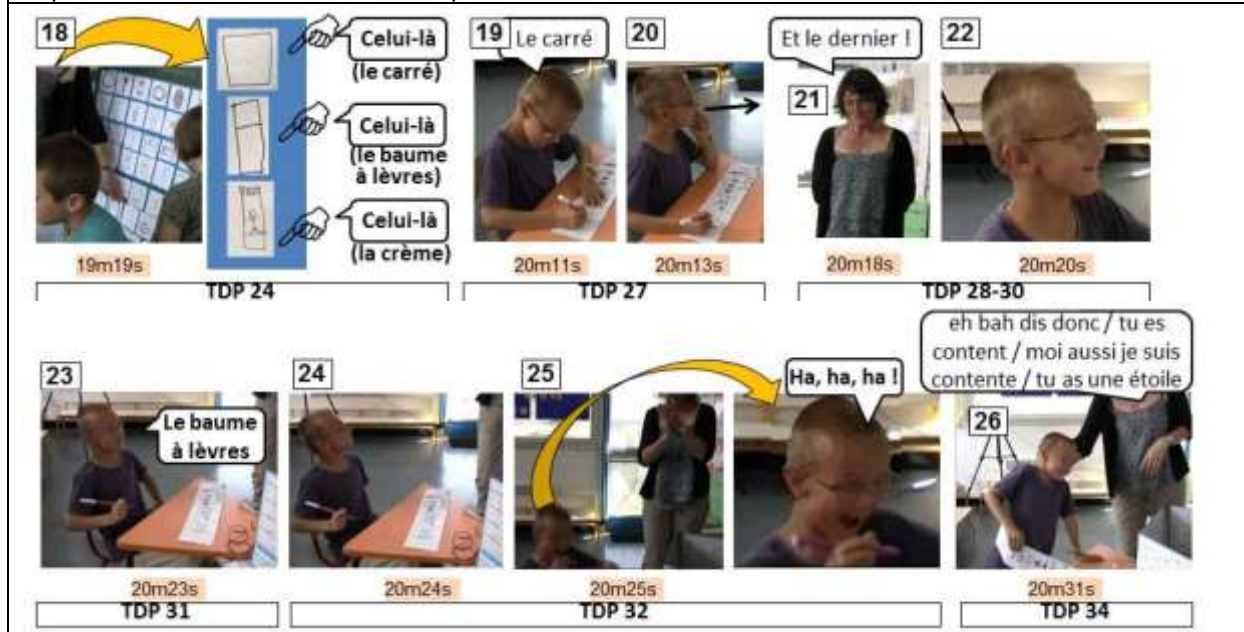 18
Celui-là
(le carré)
Celui-là
(le baume
à lèvres)
Celui-là
(la crème)
19m19s
TDP 24
19
Le carré
20
20m11s
20m13s
TDP 27
Et le dernier !
21
22
20m18s
20m20s
TDP 28-30
23
Le baume
à lèvres
20m23s
TDP 31
24
25
Ha, ha, ha !
20m24s
20m25s
TDP 32
eh bah dis donc / tu es
content / moi aussi je suis
contente / tu as une étoile
26
20m31s
TDP 34